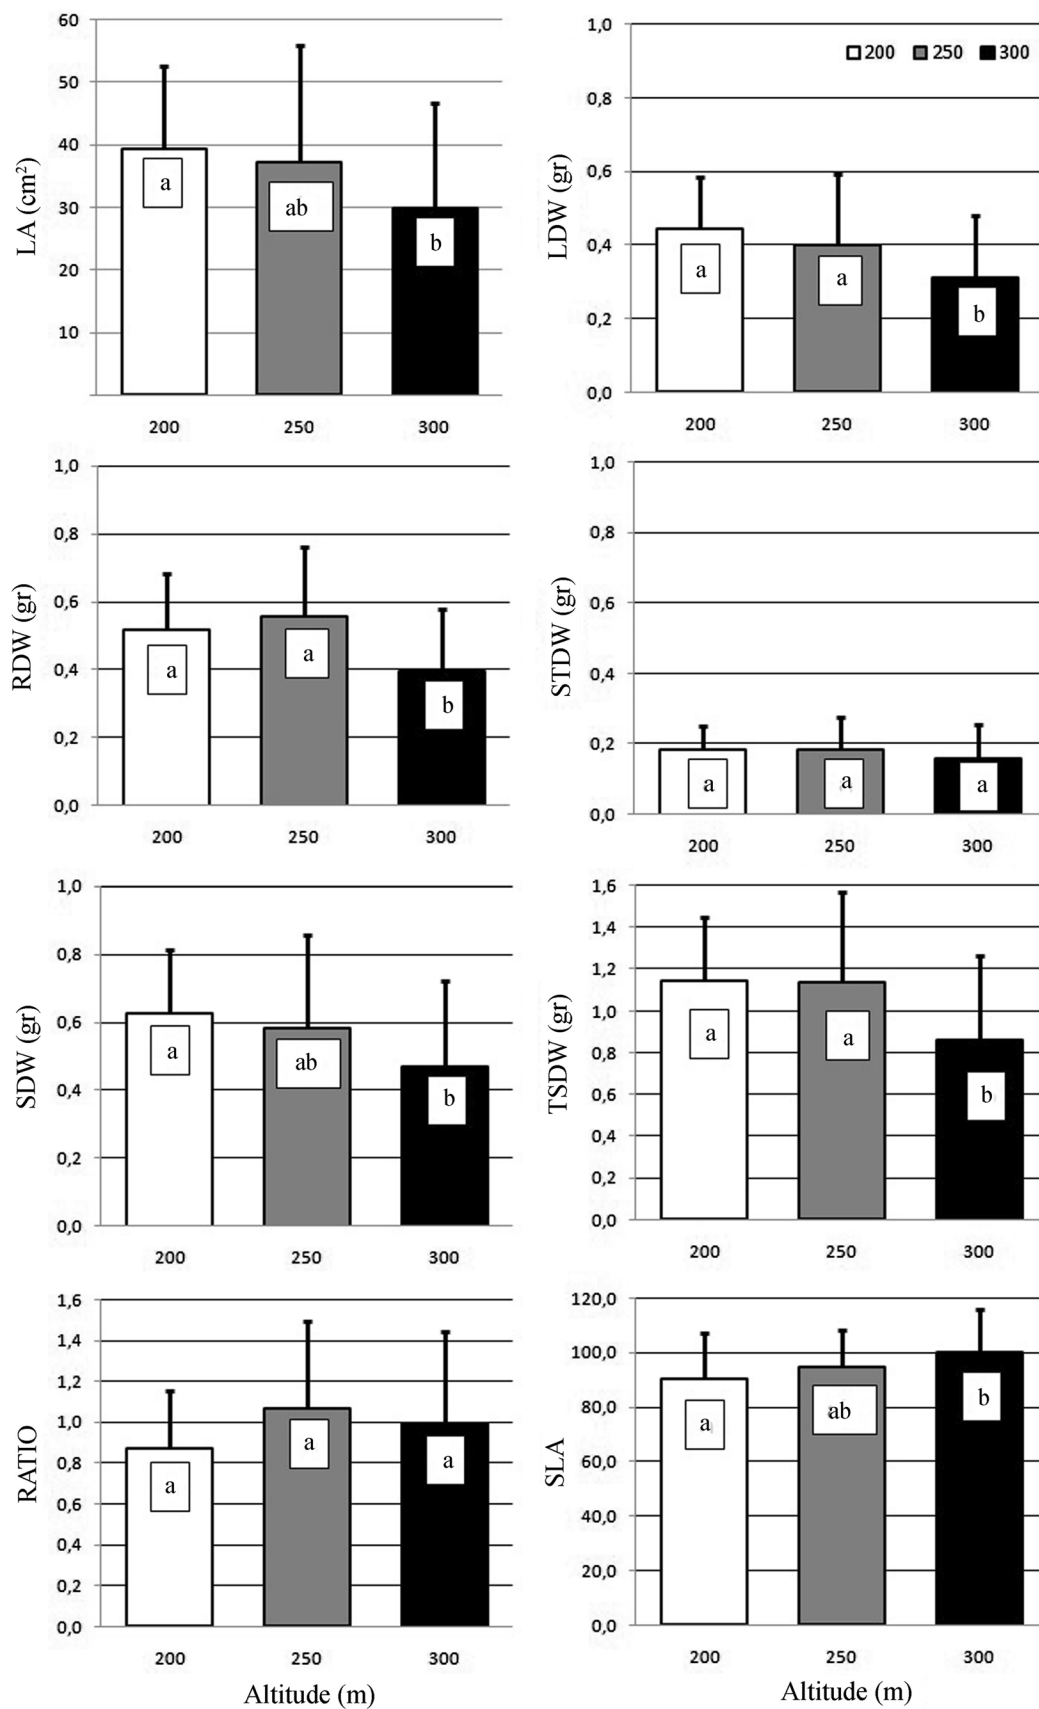 LA (cm²)
60
50
40
30
20
10
a
ab
b
200
250
300
LDW (gr)
1,0
0,8
0,6
0,4
0,2
0,0
200
250
300
a
a
b
200
250
300
RDW (gr)
1,0
0,8
0,6
0,4
0,2
0,0
a
a
b
200
250
300
STDW (gr)
1,0
0,8
0,6
0,4
0,2
0,0
a
a
a
200
250
300
SDW (gr)
1,0
0,8
0,6
0,4
0,2
0,0
a
ab
b
200
250
300
TSDW (gr)
1,6
1,4
1,2
1,0
0,8
0,6
0,4
0,2
0,0
a
a
b
200
250
300
RATIO
1,6
1,4
1,2
1,0
0,8
0,6
0,4
0,2
0,0
a
a
a
200
250
300
Altitude (m)
SLA
120,0
100,0
80,0
60,0
40,0
20,0
0,0
a
ab
b
200
250
300
Altitude (m)